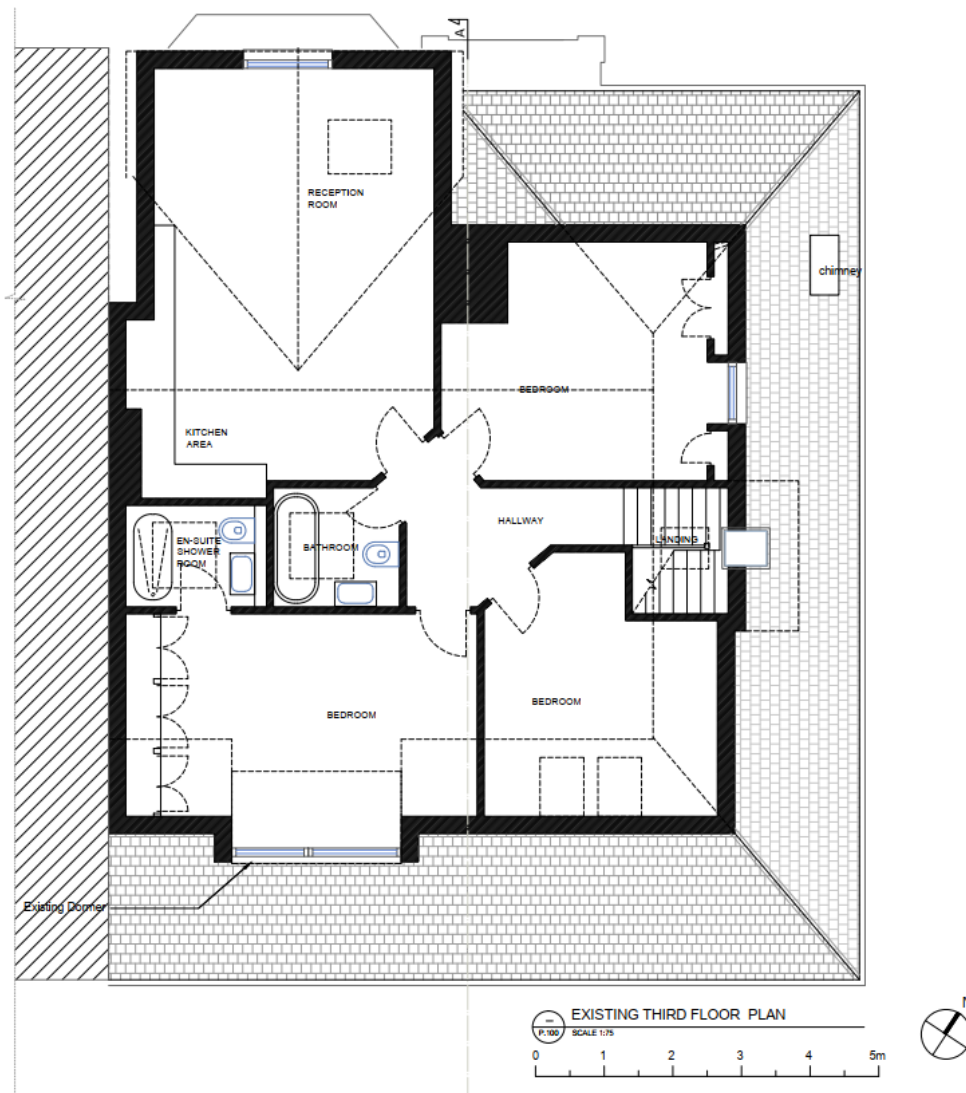 A
RECEPTION
ROOM
chimney
BEDROOM
KITCHEN
AREA
HALLWAY
EN-SUITE
SHOWER
ROOM
BATHROOM
LANDING
BEDROOM
BEDROOM
Existing Dormer
EXISTING THIRD FLOOR PLAN
P.100
SCALE 1:75
0 1 2 3 4 5m
N